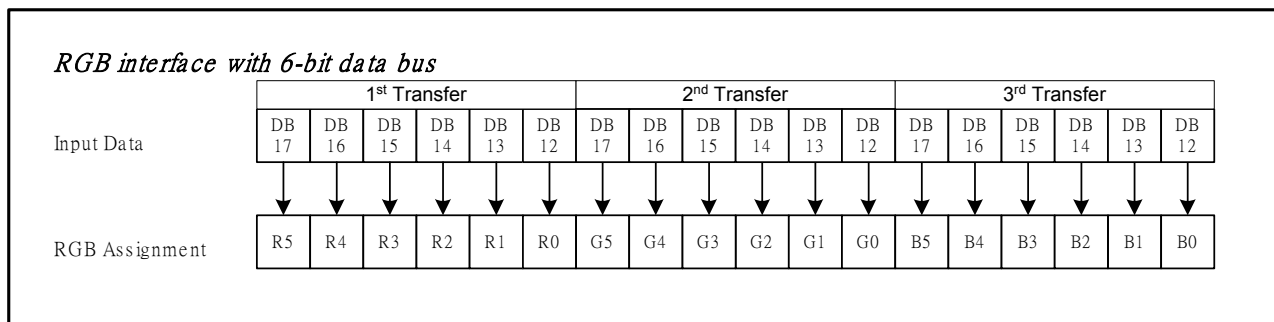 RGB interface with 6-bit data bus
1st Transfer 2nd Transfer 3rd Transfer
Input Data DB 17 DB 16 DB 15 DB 14 DB 13 DB 12 DB 17 DB 16 DB 15 DB 14 DB 13 DB 12 DB 17 DB 16 DB 15 DB 14 DB 13 DB 12
RGB Assignment R5 R4 R3 R2 R1 R0 G5 G4 G3 G2 G1 G0 B5 B4 B3 B2 B1 B0